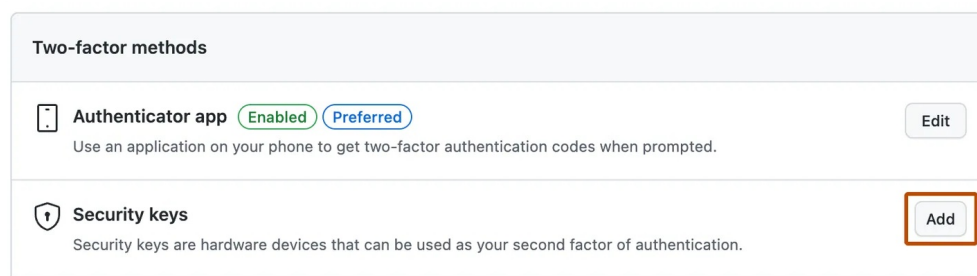 Two-factor methods
Authenticator app Enabled Preferred
Edit
Use an application on your phone to get two-factor authentication codes when prompted.
Security keys
Add
Security keys are hardware devices that can be used as your second factor of authentication.